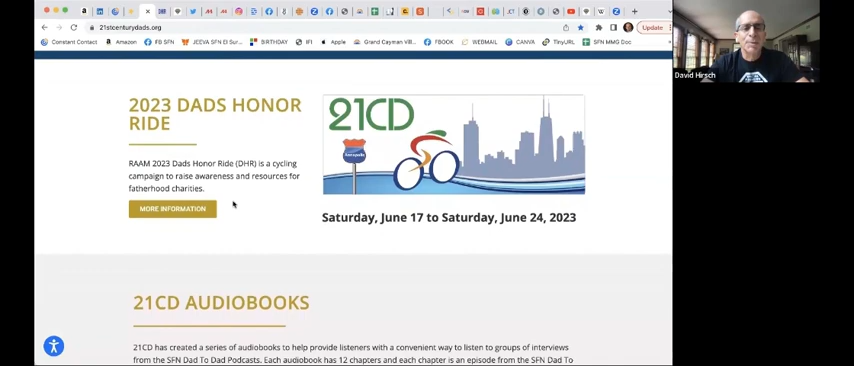 21stcenturydads.org
Update
Constant Contact
Amazon
FB SFN
JEEVA SFN El Sur...
BIRTHDAY
IFI
Apple
Grand Cayman Vill...
FBOOK
WEBMAIL
CANVA
TinyURL
SFN MMG Doc
David Hirsch
2023 DADS HONOR
RIDE
RAAM 2023 Dads Honor Ride (DHR) is a cycling
campaign to raise awareness and resources for
fatherhood charities.
MORE INFORMATION
21CD
Annapolis
Saturday, June 17 to Saturday, June 24, 2023
21CD AUDIOBOOKS
21CD has created a series of audiobooks to help provide listeners with a convenient way to listen to groups of interviews
from the SFN Dad To Dad Podcasts. Each audiobook has 12 chapters and each chapter is an episode from the SFN Dad To